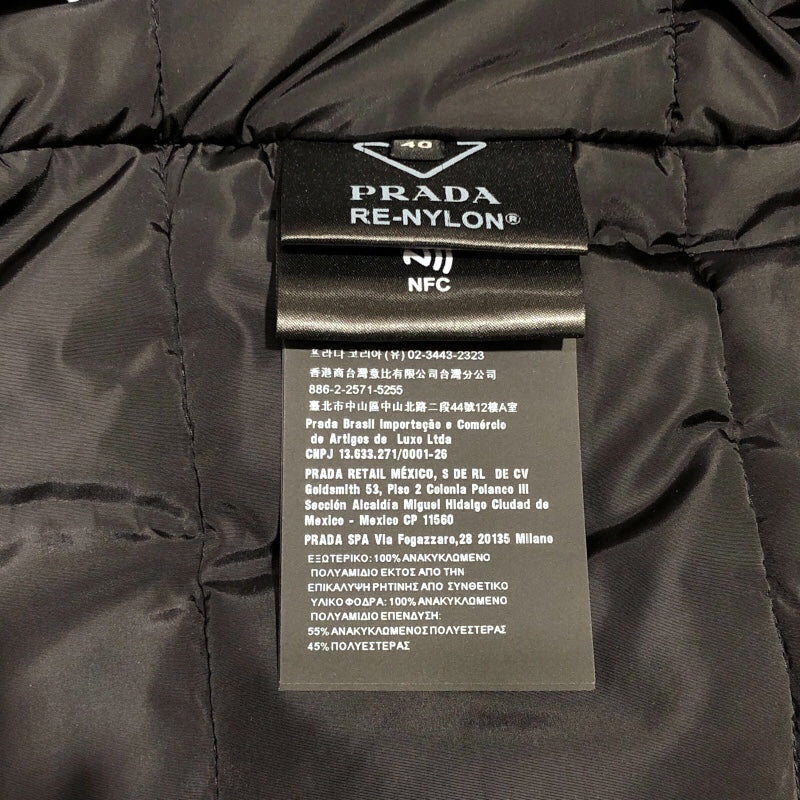 40
PRADA
RE-NYLON®
NFC
프라다 코리아 (유) 02-3443-2323
香港商台灣意比有限公司台灣分公司
886-2-2571-5255
臺北市中山區中山北路二段44號12樓A室
Prada Brasil Importação e Comércio
de Artigos de Luxo Ltda
CNPJ 13.633.271/0001-26
PRADA RETAIL MÉXICO, S DE RL DE CV
Goldsmith 53, Piso 2 Colonia Polanco III
Sección Alcaldía Miguel Hidalgo Ciudad de
Mexico - Mexico CP 11560
PRADA SPA Via Fogazzaro,28 20135 Milano
ΕΞΩΤΕΡΙΚΟ: 100% ΑΝΑΚΥΚΛΩΜΕΝΟ
ΠΟΛΥΑΜΙΔΙΟ ΕΚΤΟΣ ΑΠΟ ΤΗΝ
ΕΠΙΚΑΛΥΨΗ ΡΗΤΙΝΗΣ ΑΠΟ ΣΥΝΘΕΤΙΚΟ
ΥΛΙΚΟ ΦΟΔΡΑ: 100% ΑΝΑΚΥΚΛΩΜΕΝΟ
ΠΟΛΥΑΜΙΔΙΟ ΕΠΕΝΔΥΣΗ:
55% ΑΝΑΚΥΚΛΩΜΕΝΟΣ ΠΟΛΥΕΣΤΕΡΑΣ
45% ΠΟΛΥΕΣΤΕΡΑΣ